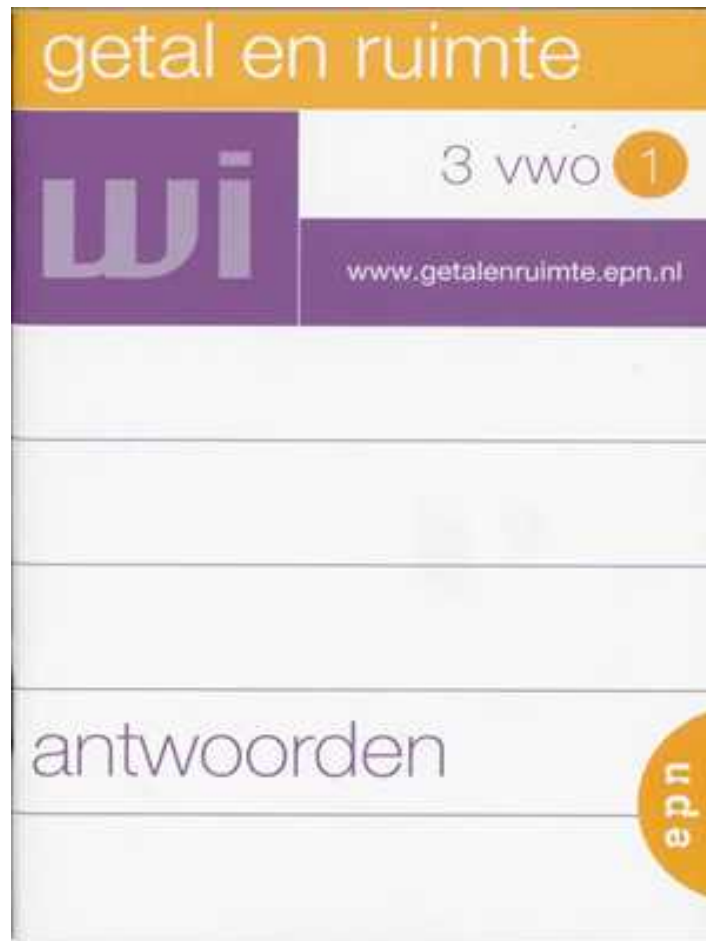 getal en ruimte
wi
3 vwo 1
www.getalenruimte.epn.nl
antwoorden
epn